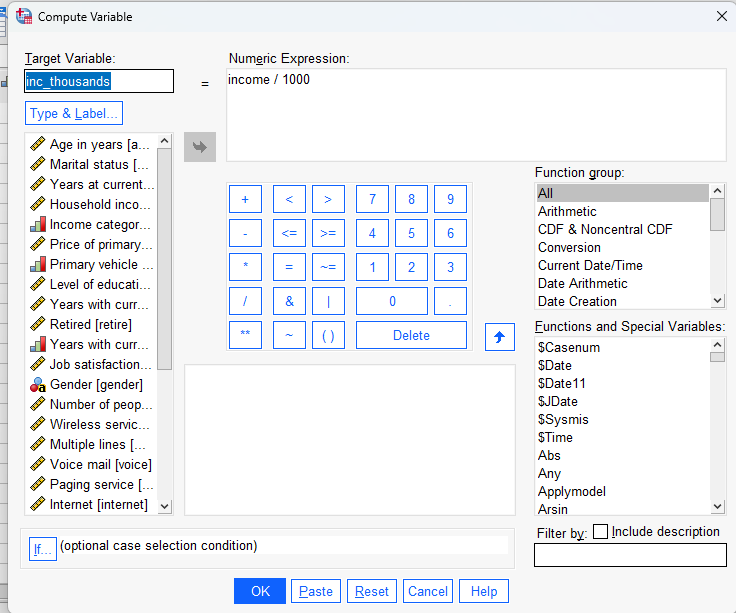 Compute Variable
Target Variable:
inc_thousands
=
Numeric Expression:
income / 1000
Type & Label...
Age in years [a...
Marital status [...
Years at current...
Household inco...
Income categor...
Price of primary...
Primary vehicle ...
Level of educati...
Years with curr...
Retired [retire]
Years with curr...
Job satisfaction...
Gender [gender]
Number of peop...
Wireless servic...
Multiple lines [...
Voice mail [voice]
Paging service [...
Internet [internet]
+ < > 7 8 9
- <= >= 4 5 6
* = ~= 1 2 3
/ & | 0 .
** ~ ( ) Delete
Function group:
All
Arithmetic
CDF & Noncentral CDF
Conversion
Current Date/Time
Date Arithmetic
Date Creation
Functions and Special Variables:
$Casenum
$Date
$Date11
$JDate
$Sysmis
$Time
Abs
Any
Applymodel
Arsin
Filter by: Include description
If... (optional case selection condition)
OK Paste Reset Cancel Help